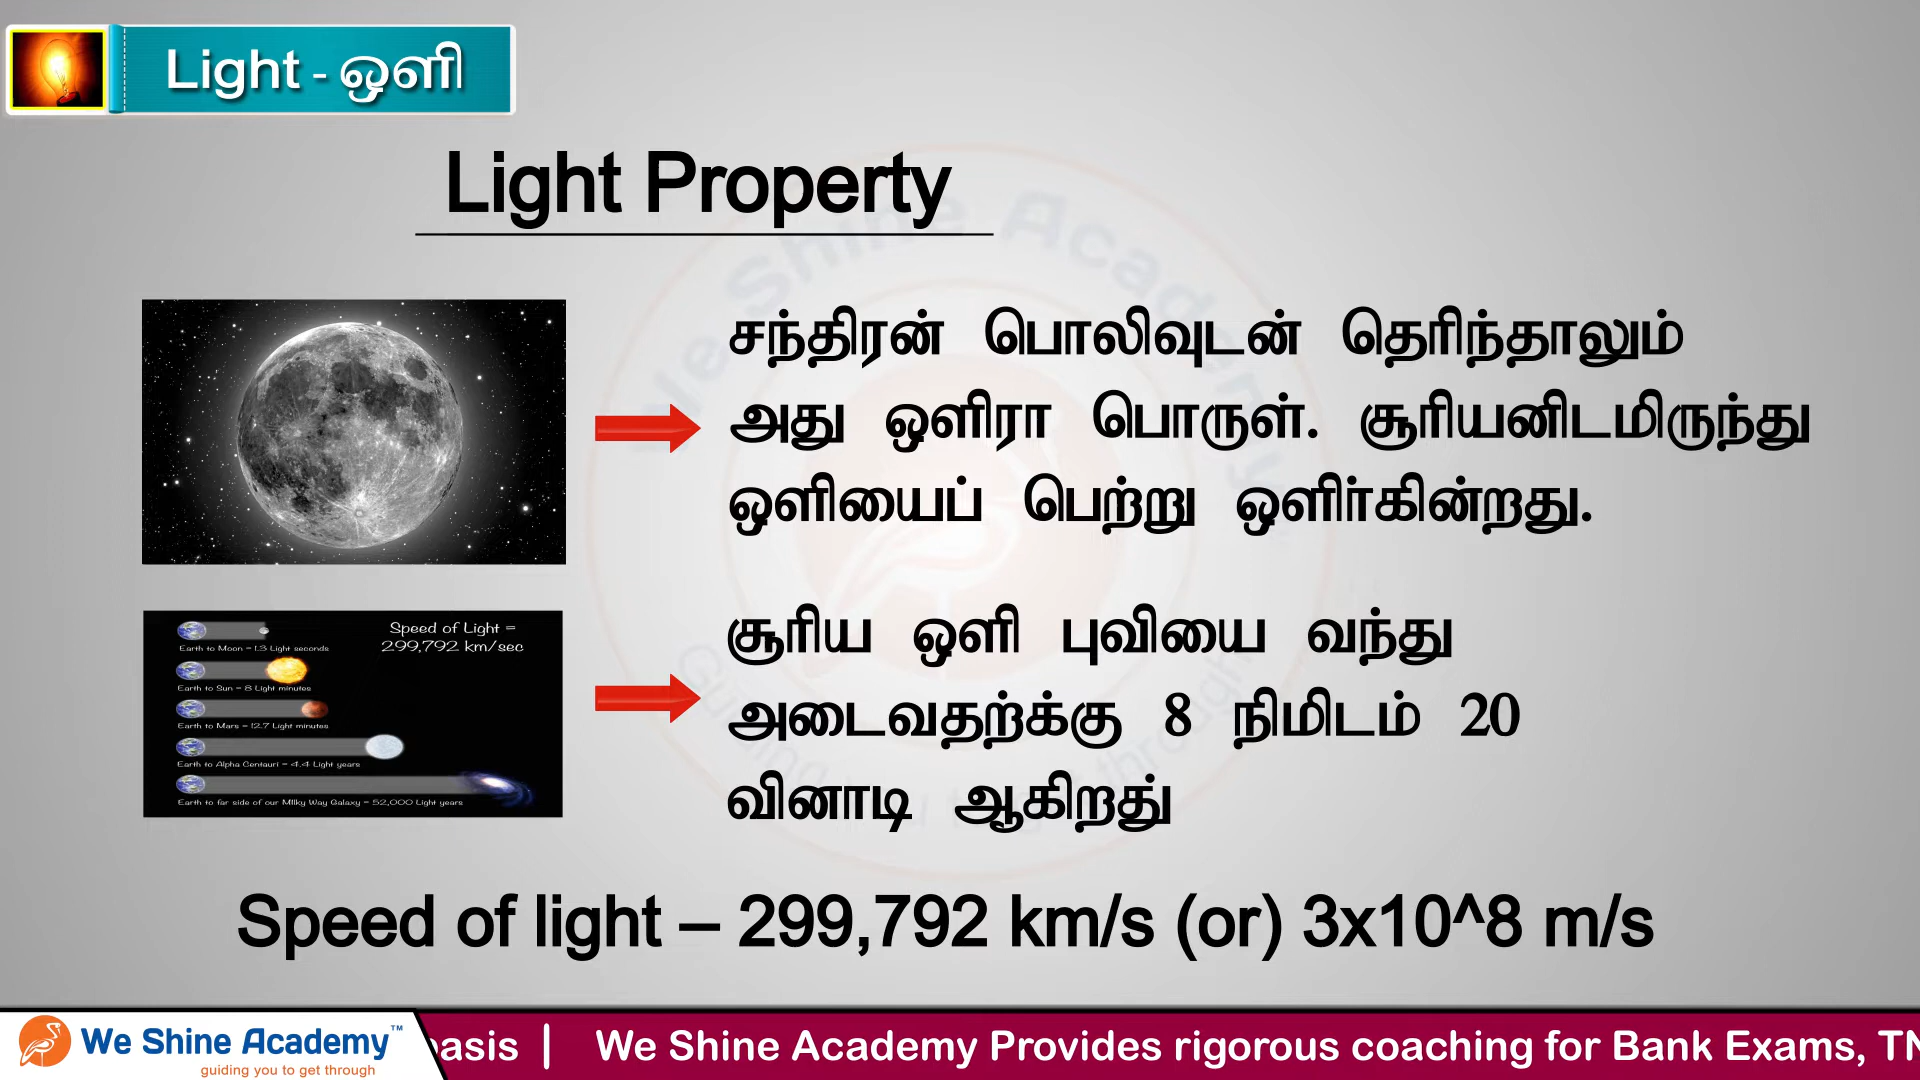 Light - ஒளி
Light Property
சந்திரன் பொலிவுடன் தெரிந்தாலும்
அது ஒளிரா பொருள். சூரியனிடமிருந்து
ஒளியைப் பெற்று ஒளிர்கின்றது.
Speed of Light =
299,792 km/sec
Earth to Moon = 1.3 Light seconds
Earth to Sun = 8 Light minutes
Earth to Mars = 12.7 Light minutes
Earth to Alpha Centauri = 4.4 Light years
Earth to far side of our Milky Way Galaxy = 52,000 Light years
சூரிய ஒளி புவியை வந்து
அடைவதற்க்கு 8 நிமிடம் 20
வினாடி ஆகிறது
Speed of light – 299,792 km/s (or) 3x10^8 m/s
We Shine Academy™
guiding you to get through
asis | We Shine Academy Provides rigorous coaching for Bank Exams, TN
We Shine Academy